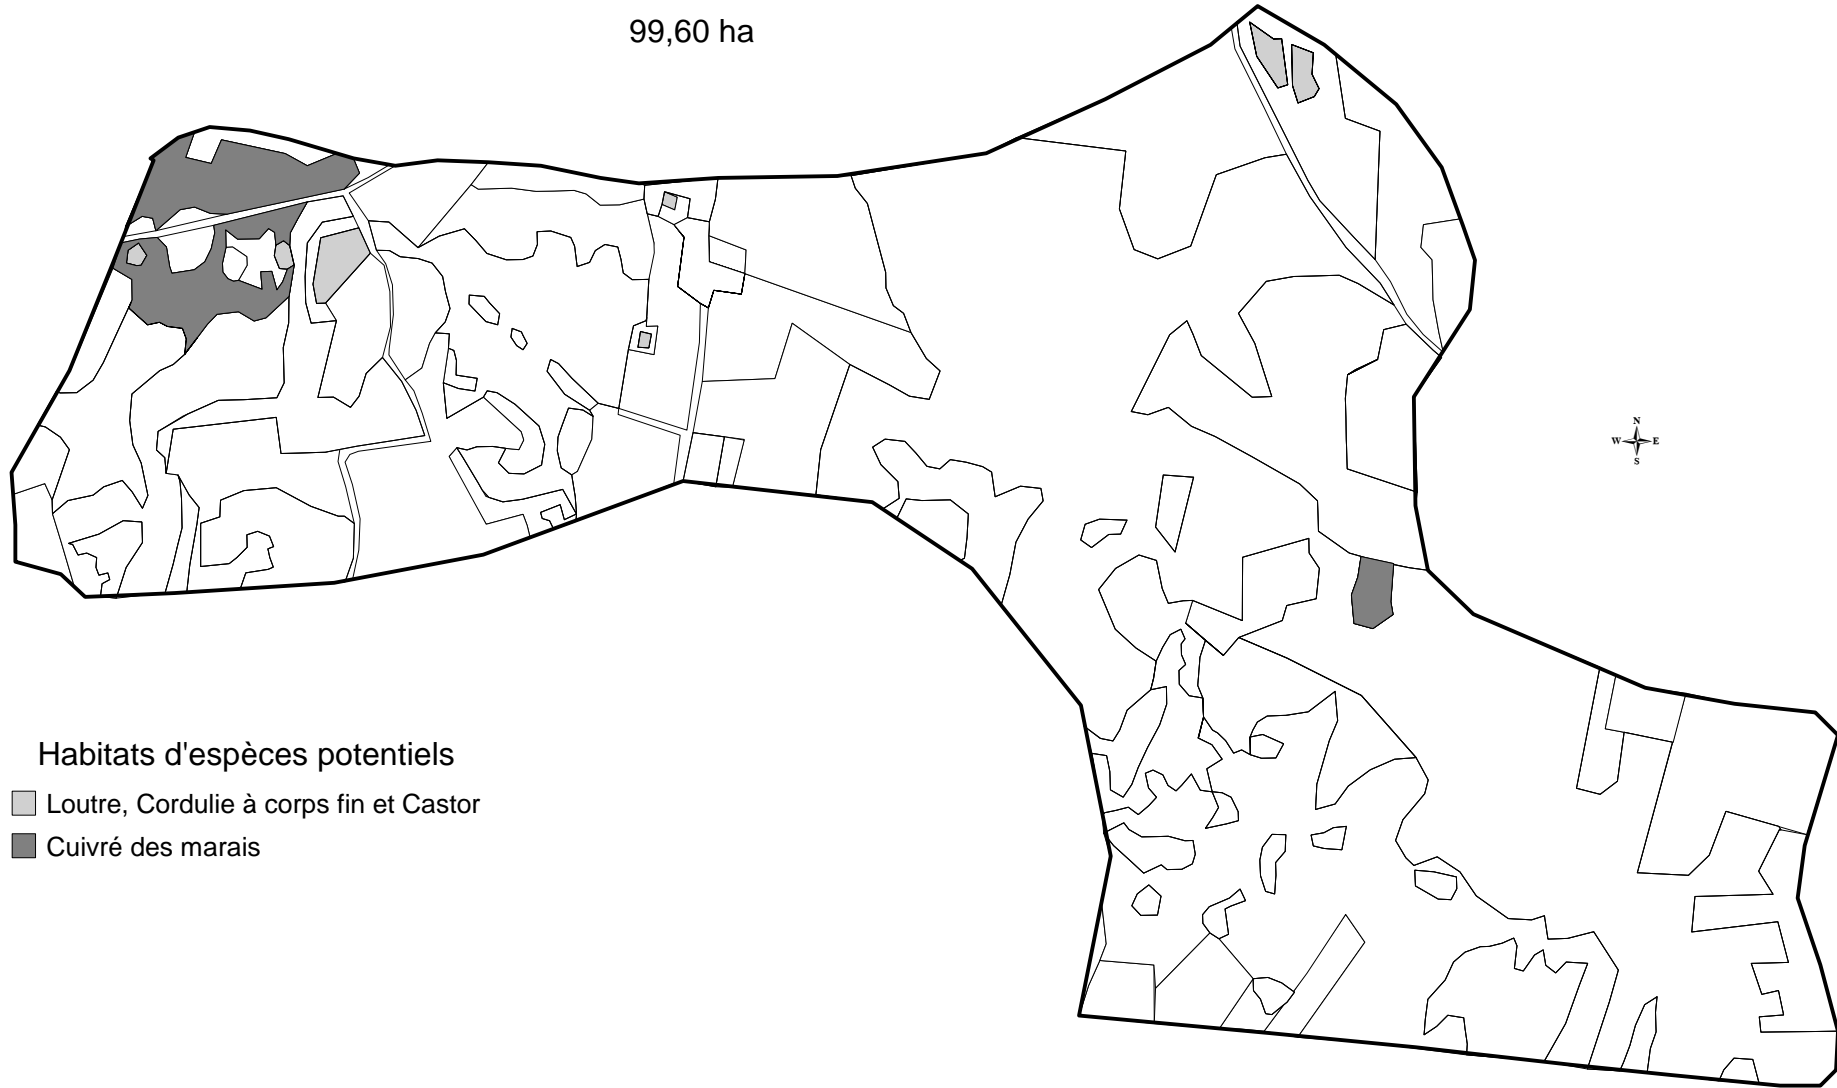 99,60 ha
N
W E
S
Habitats d'espèces potentiels
Loutre, Cordulie à corps fin et Castor
Cuivré des marais